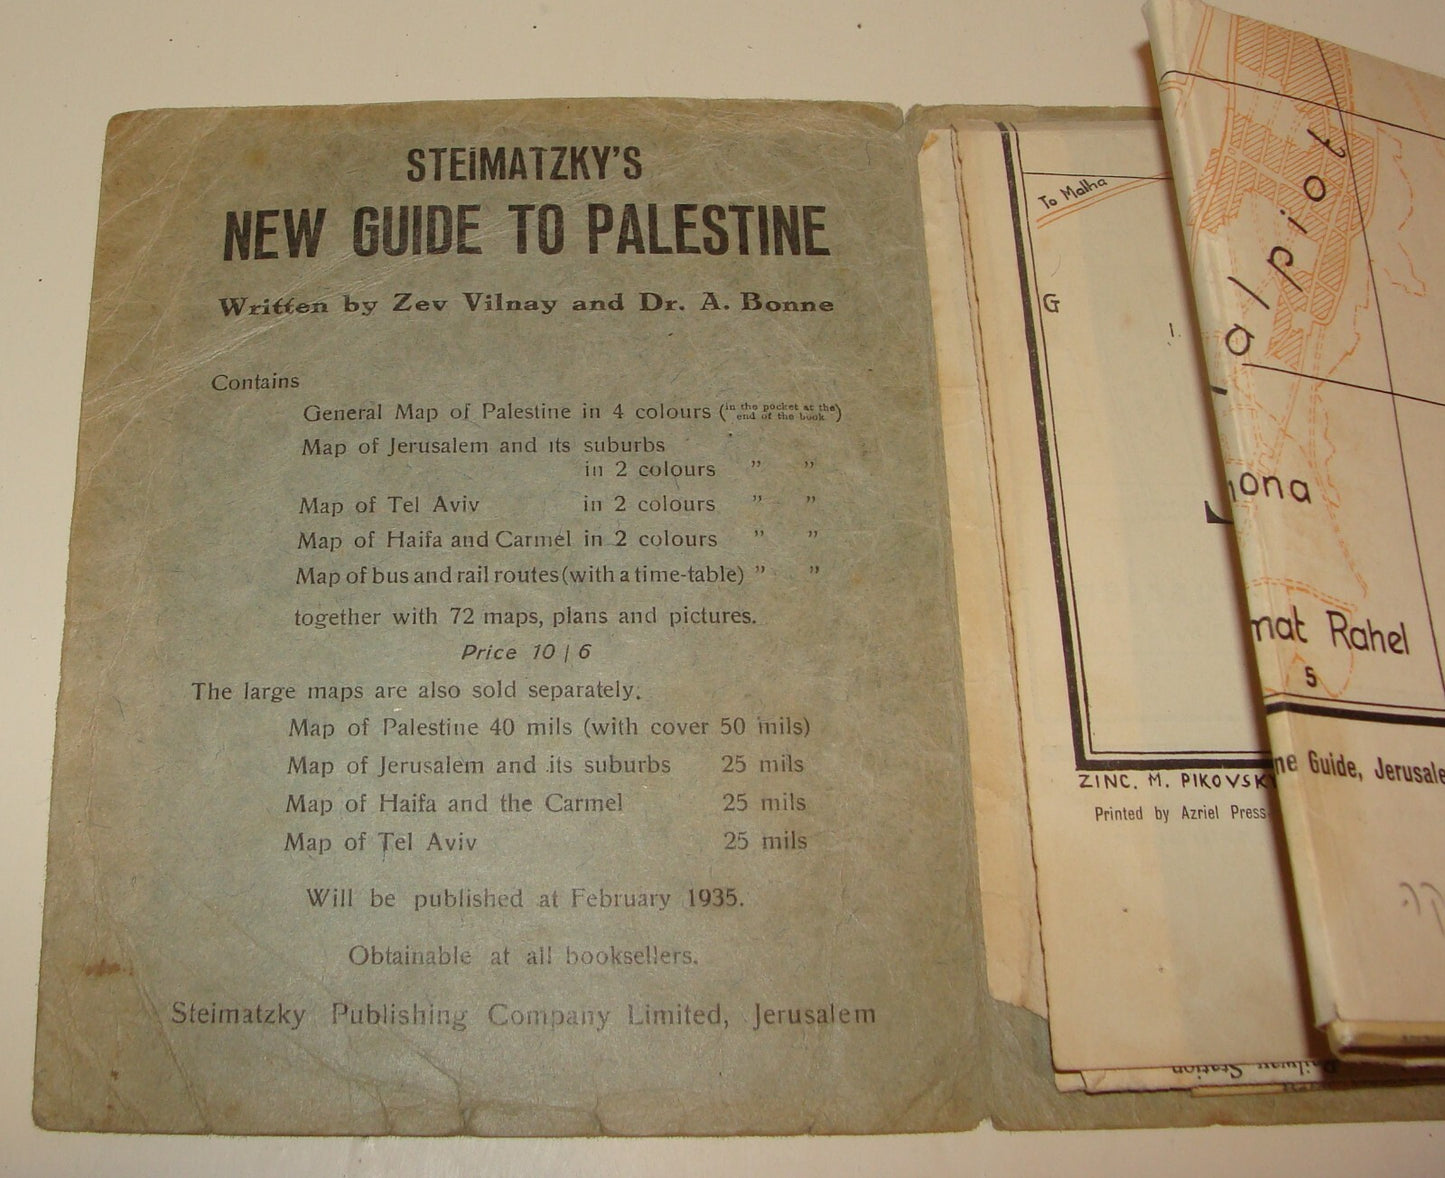 STEIMATZKY'S
NEW GUIDE TO PALESTINE
Written by Zev Vilnay and Dr. A. Bonne
Contains
General Map of Palestine in 4 colours (in the pocket at the end of the book)
Map of Jerusalem and its suburbs
in 2 colours " "
Map of Tel Aviv in 2 colours " "
Map of Haifa and Carmel in 2 colours " "
Map of bus and rail routes (with a time-table) " "
together with 72 maps, plans and pictures.
Price 10 | 6
The large maps are also sold separately.
Map of Palestine 40 mils (with cover 50 mils)
Map of Jerusalem and its suburbs 25 mils
Map of Haifa and the Carmel 25 mils
Map of Tel Aviv 25 mils
Will be published at February 1935.
Obtainable at all booksellers.
Steimatzky Publishing Company Limited, Jerusalem
To Malha
G
1.
ZINC. M. PIKOVSKY
Printed by Azriel Press
Railway Station
alpiot
ona
mat Rahel
5
ne Guide, Jerusale